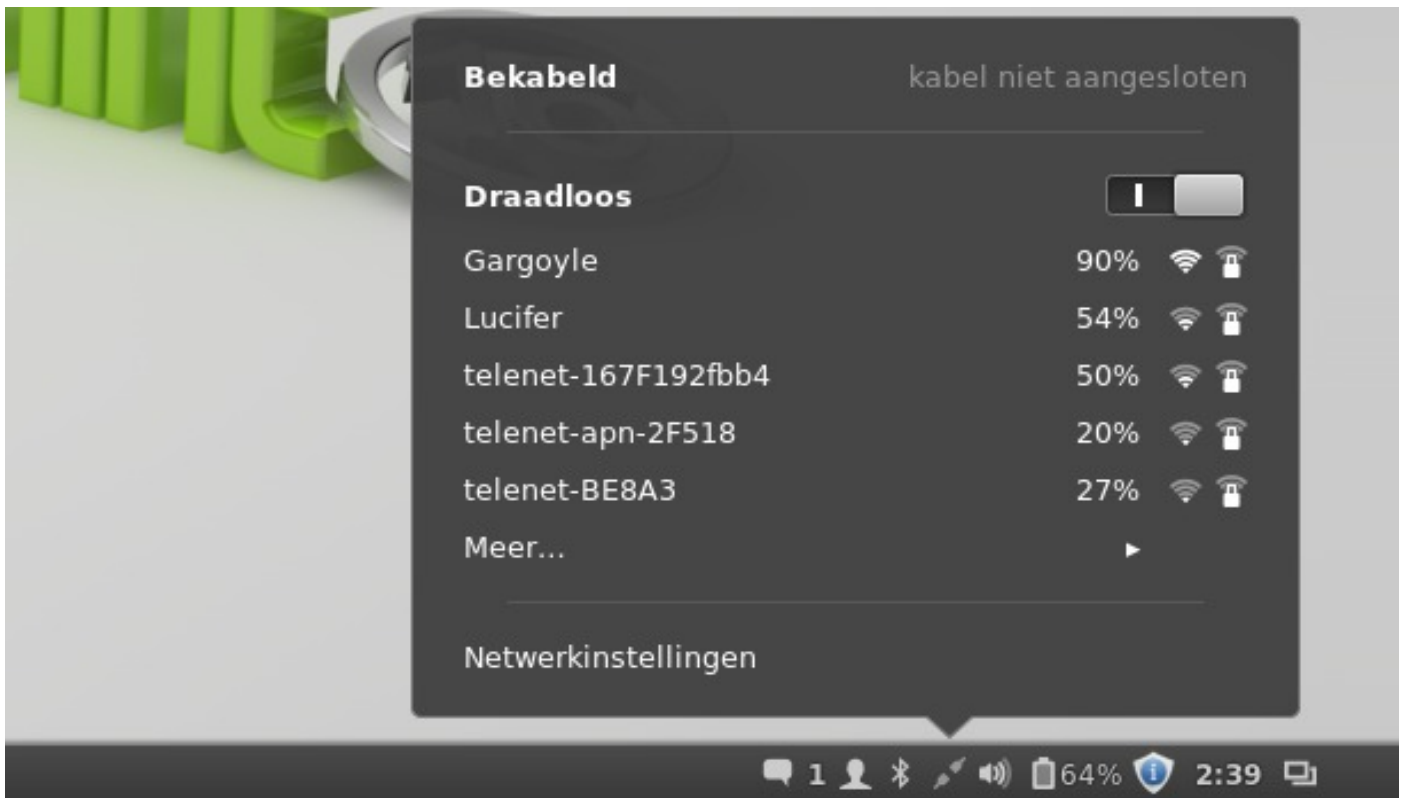 Bekabeld kabel niet aangesloten
Draadloos
Gargoyle 90%
Lucifer 54%
telenet-167F192fbb4 50%
telenet-apn-2F518 20%
telenet-BE8A3 27%
Meer...
Netwerkinstellingen
1 64% 2:39